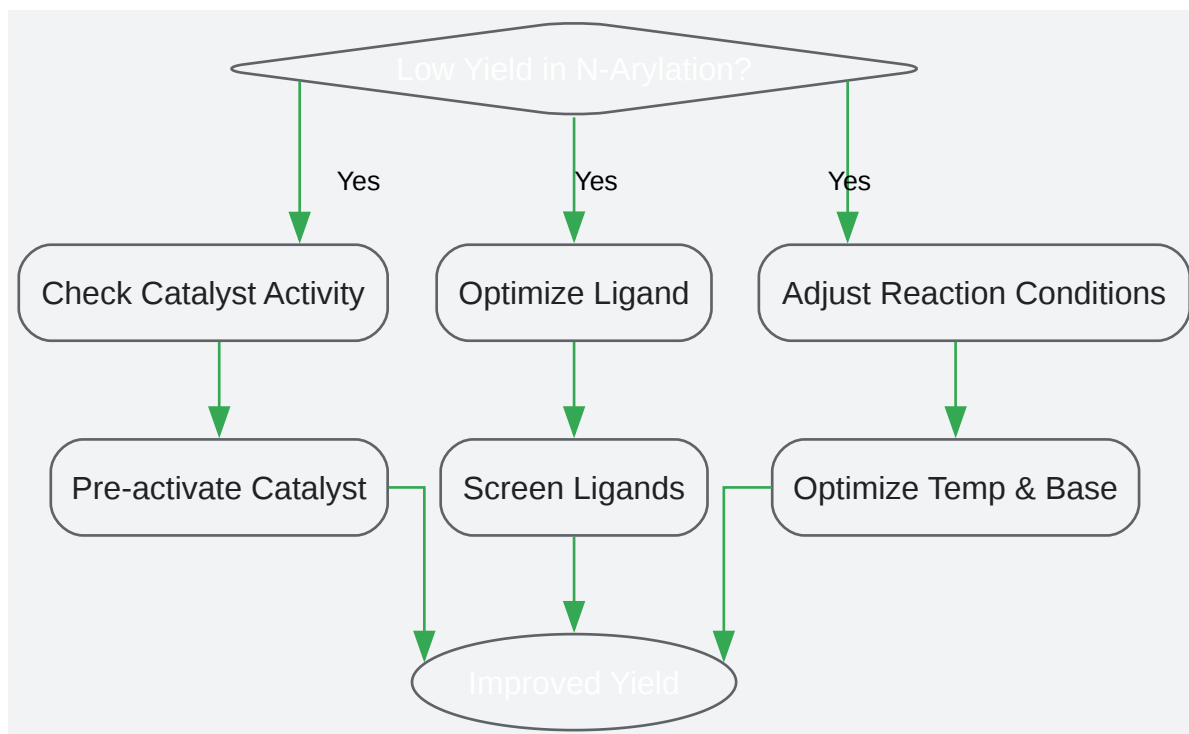 Low Yield in N-Arylation?
Yes
Yes
Yes
Check Catalyst Activity
Optimize Ligand
Adjust Reaction Conditions
Pre-activate Catalyst
Screen Ligands
Optimize Temp & Base
Improved Yield